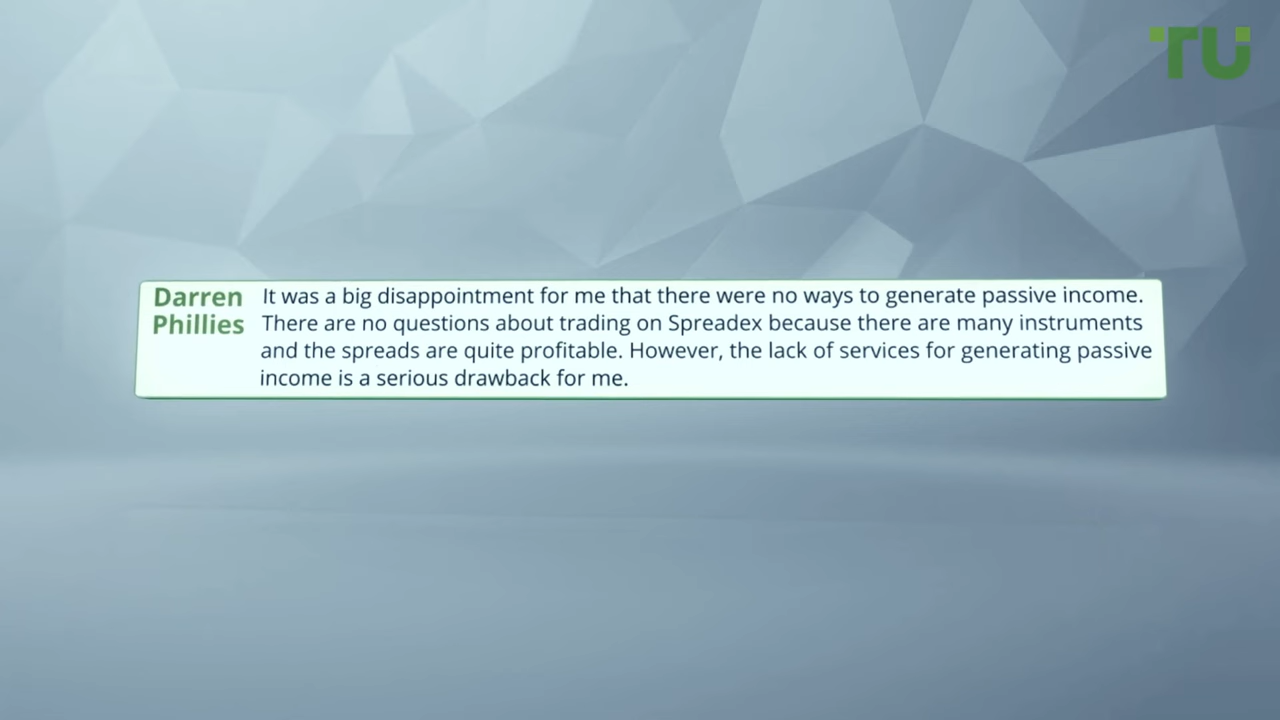 TU
Darren
Phillies
It was a big disappointment for me that there were no ways to generate passive income.
There are no questions about trading on Spreadex because there are many instruments
and the spreads are quite profitable. However, the lack of services for generating passive
income is a serious drawback for me.